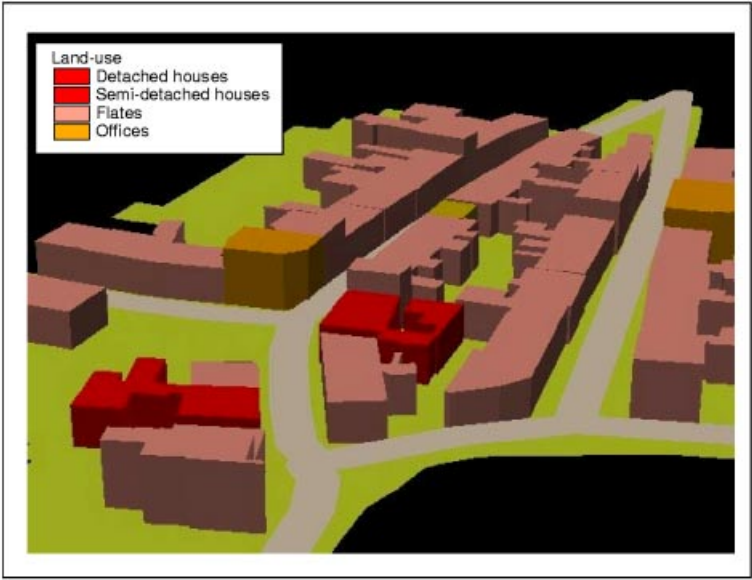 Land-use
Detached houses
Semi-detached houses
Flates
Offices